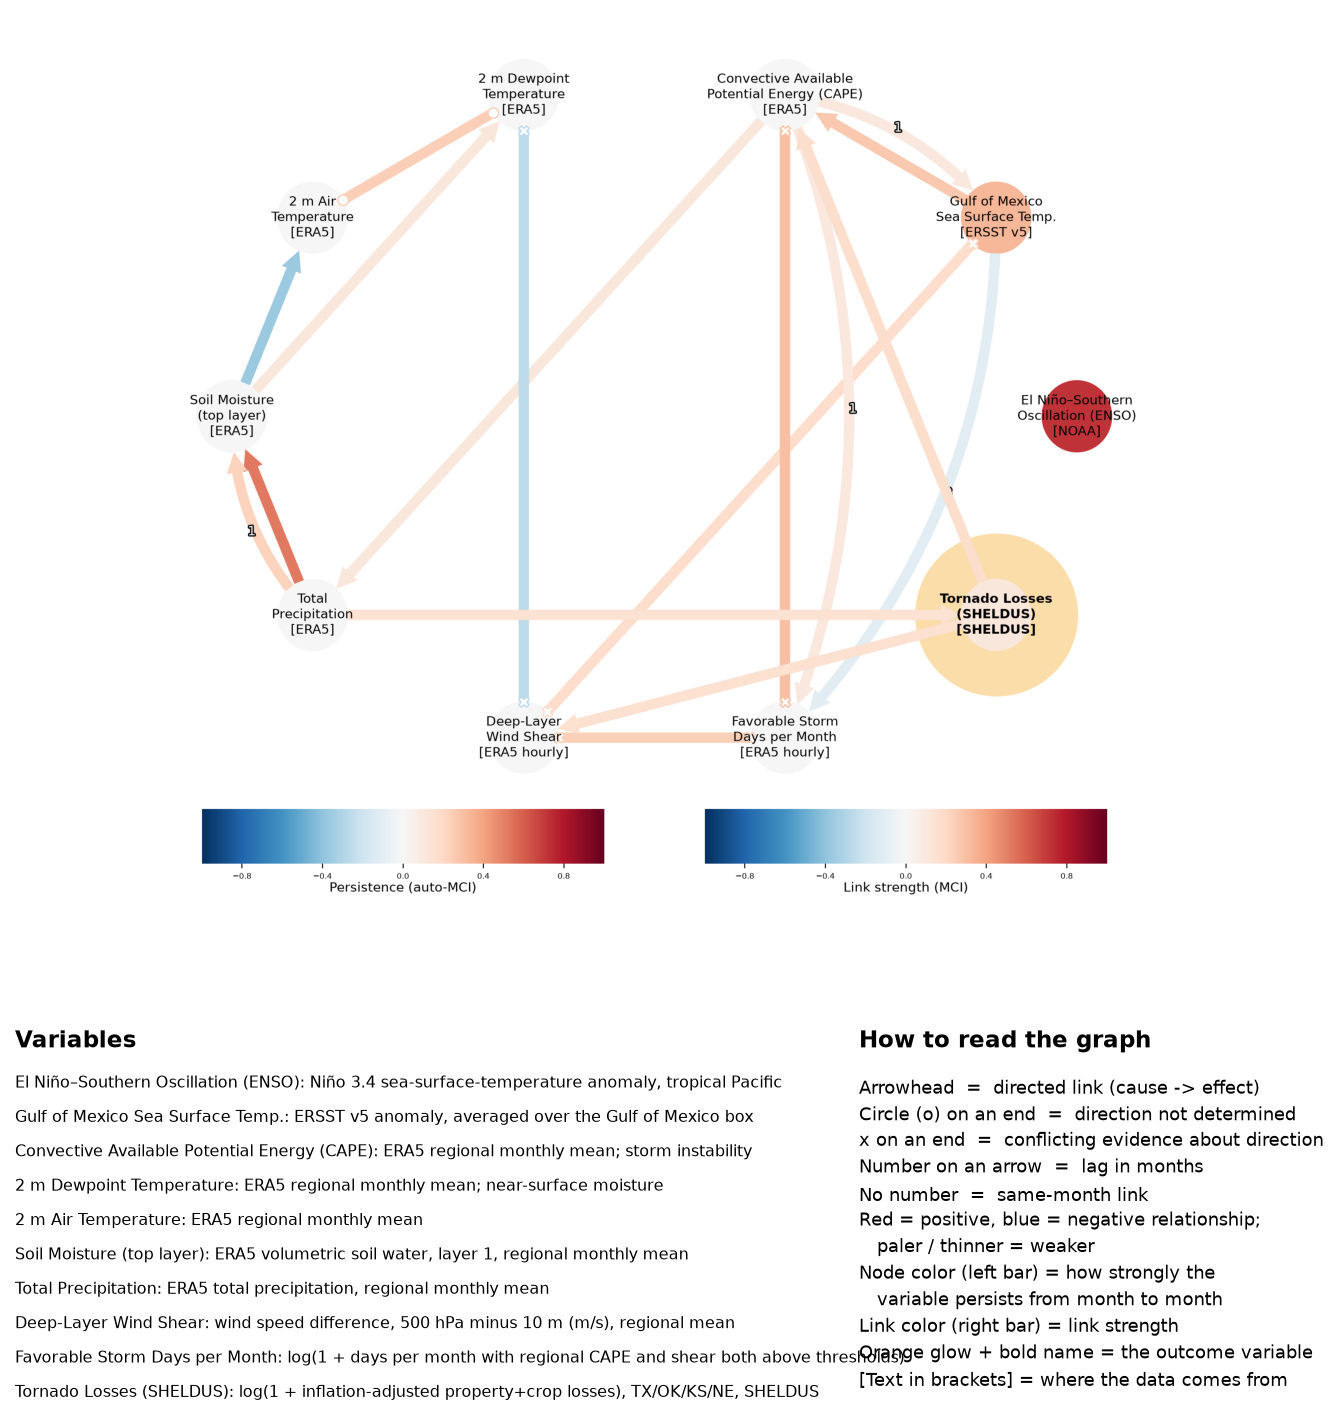 2 m Dewpoint
Temperature
[ERA5]
Convective Available
Potential Energy (CAPE)
[ERA5]
1
2 m Air
Temperature
[ERA5]
Gulf of Mexico
Sea Surface Temp.
[ERSST v5]
Soil Moisture
(top layer)
[ERA5]
1
El Niño–Southern
Oscillation (ENSO)
[NOAA]
1
Total
Precipitation
[ERA5]
Tornado Losses
(SHELDUS)
[SHELDUS]
Deep-Layer
Wind Shear
[ERA5 hourly]
Favorable Storm
Days per Month
[ERA5 hourly]
−0.8 −0.4 0.0 0.4 0.8
Persistence (auto-MCI)
−0.8 −0.4 0.0 0.4 0.8
Link strength (MCI)
Variables
El Niño–Southern Oscillation (ENSO): Niño 3.4 sea-surface-temperature anomaly, tropical Pacific
Gulf of Mexico Sea Surface Temp.: ERSST v5 anomaly, averaged over the Gulf of Mexico box
Convective Available Potential Energy (CAPE): ERA5 regional monthly mean; storm instability
2 m Dewpoint Temperature: ERA5 regional monthly mean; near-surface moisture
2 m Air Temperature: ERA5 regional monthly mean
Soil Moisture (top layer): ERA5 volumetric soil water, layer 1, regional monthly mean
Total Precipitation: ERA5 total precipitation, regional monthly mean
Deep-Layer Wind Shear: wind speed difference, 500 hPa minus 10 m (m/s), regional mean
Favorable Storm Days per Month: log(1 + days per month with regional CAPE and shear both above thresholds)
Tornado Losses (SHELDUS): log(1 + inflation-adjusted property+crop losses), TX/OK/KS/NE, SHELDUS
How to read the graph
Arrowhead = directed link (cause -> effect)
Circle (o) on an end = direction not determined
x on an end = conflicting evidence about direction
Number on an arrow = lag in months
No number = same-month link
Red = positive, blue = negative relationship;
paler / thinner = weaker
Node color (left bar) = how strongly the
variable persists from month to month
Link color (right bar) = link strength
Orange glow + bold name = the outcome variable
[Text in brackets] = where the data comes from